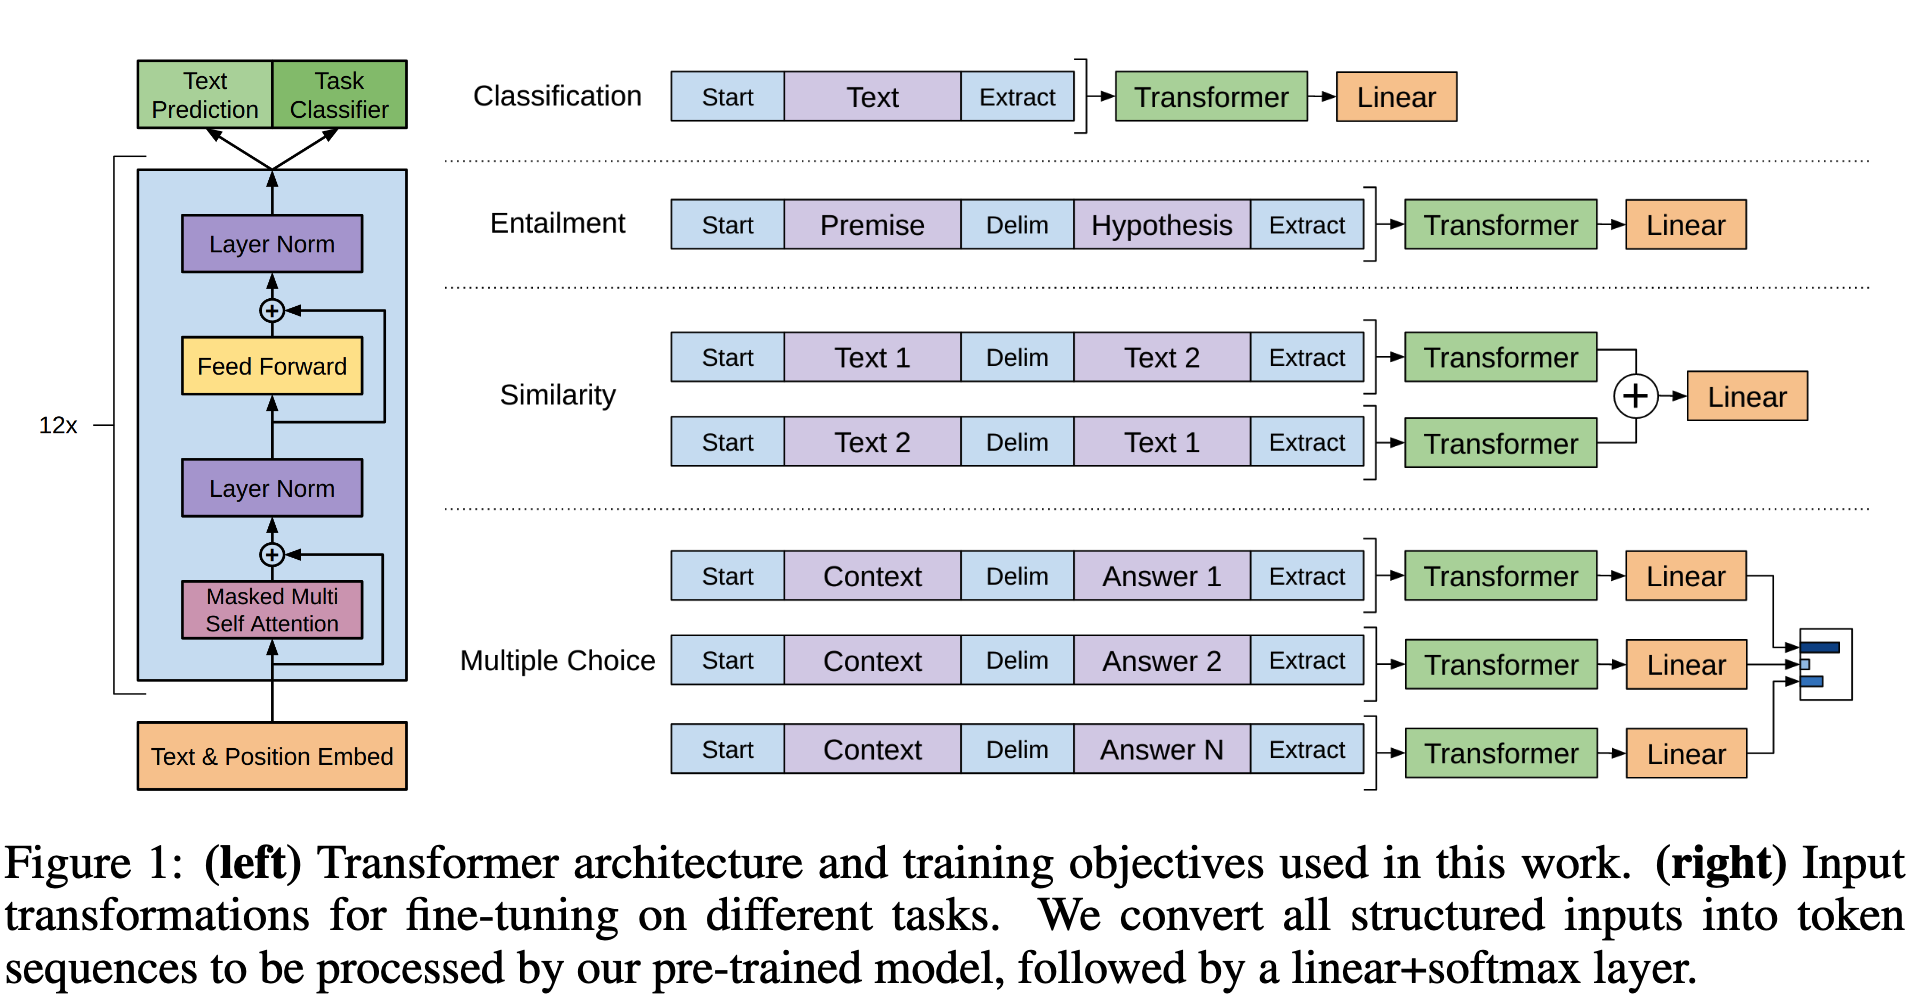 Text
Prediction
Task
Classifier
12x
Layer Norm
+
Feed Forward
Layer Norm
+
Masked Multi
Self Attention
Text & Position Embed
Classification
Start Text Extract Transformer Linear
Entailment
Start Premise Delim Hypothesis Extract Transformer Linear
Similarity
Start Text 1 Delim Text 2 Extract Transformer
Start Text 2 Delim Text 1 Extract Transformer
+ Linear
Multiple Choice
Start Context Delim Answer 1 Extract Transformer Linear
Start Context Delim Answer 2 Extract Transformer Linear
Start Context Delim Answer N Extract Transformer Linear
Figure 1: (left) Transformer architecture and training objectives used in this work. (right) Input
transformations for fine-tuning on different tasks. We convert all structured inputs into token
sequences to be processed by our pre-trained model, followed by a linear+softmax layer.